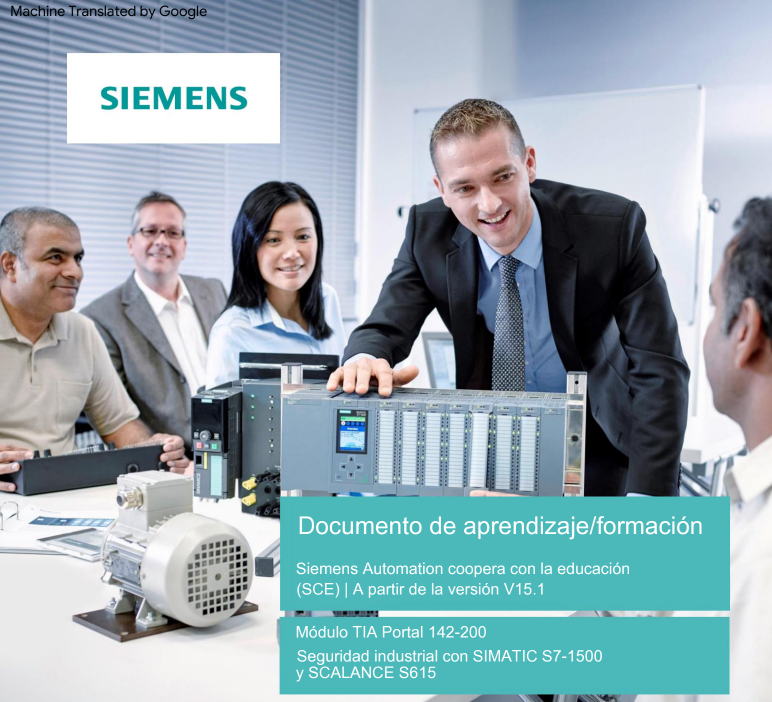 Machine Translated by Google
SIEMENS
Documento de aprendizaje/formación
Siemens Automation coopera con la educación
(SCE) | A partir de la versión V15.1
Módulo TIA Portal 142-200
Seguridad industrial con SIMATIC S7-1500
y SCALANCE S615